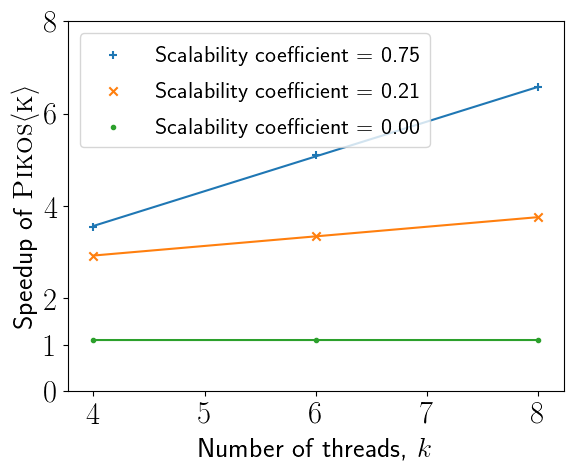 8
6
4
2
1
0
Speedup of PIKOS⟨K⟩
Scalability coefficient = 0.75
Scalability coefficient = 0.21
Scalability coefficient = 0.00
4 5 6 7 8
Number of threads, k